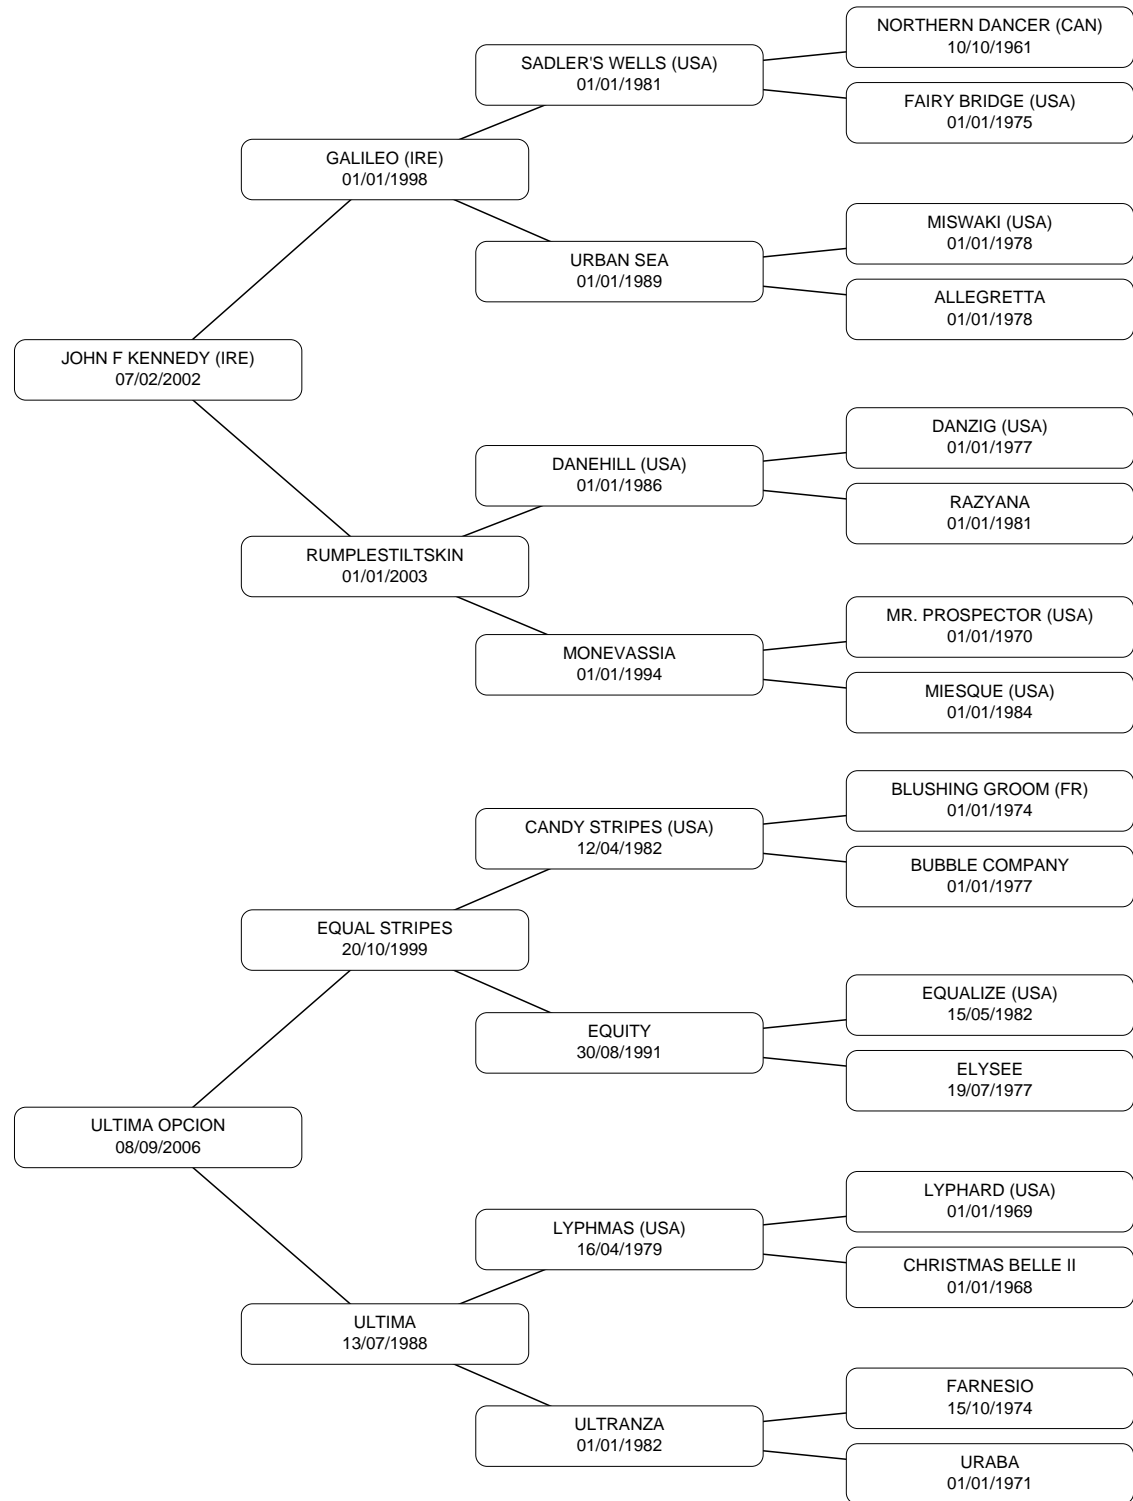 NORTHERN DANCER (CAN)
10/10/1961
SADLER'S WELLS (USA)
01/01/1981
FAIRY BRIDGE (USA)
01/01/1975
GALILEO (IRE)
01/01/1998
MISWAKI (USA)
01/01/1978
URBAN SEA
01/01/1989
ALLEGRETTA
01/01/1978
JOHN F KENNEDY (IRE)
07/02/2002
DANZIG (USA)
01/01/1977
DANEHILL (USA)
01/01/1986
RAZYANA
01/01/1981
RUMPLESTILTSKIN
01/01/2003
MR. PROSPECTOR (USA)
01/01/1970
MONEVASSIA
01/01/1994
MIESQUE (USA)
01/01/1984
BLUSHING GROOM (FR)
01/01/1974
CANDY STRIPES (USA)
12/04/1982
BUBBLE COMPANY
01/01/1977
EQUAL STRIPES
20/10/1999
EQUALIZE (USA)
15/05/1982
EQUITY
30/08/1991
ELYSEE
19/07/1977
ULTIMA OPCION
08/09/2006
LYPHARD (USA)
01/01/1969
LYPHMAS (USA)
16/04/1979
CHRISTMAS BELLE II
01/01/1968
ULTIMA
13/07/1988
FARNESIO
15/10/1974
ULTRANZA
01/01/1982
URABA
01/01/1971